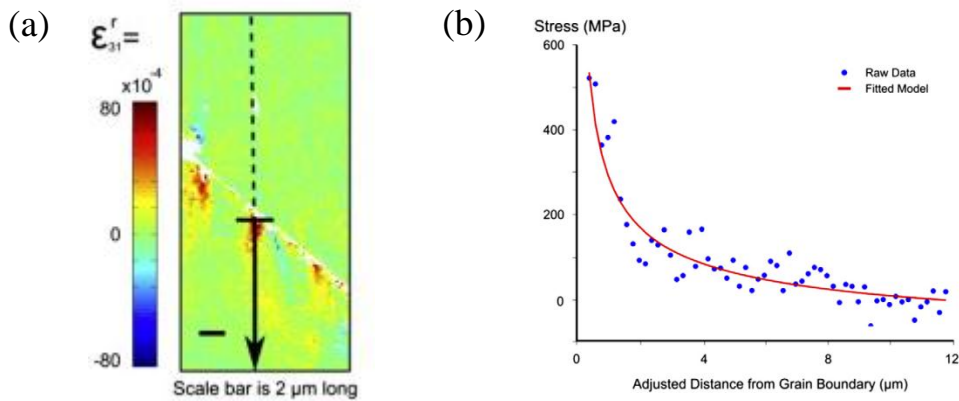 (a)
ε^r_31=
x10^-4
80
0
-80
Scale bar is 2 μm long
(b)
Stress (MPa)
600
400
200
0
Raw Data
Fitted Model
0
4
8
12
Adjusted Distance from Grain Boundary (μm)